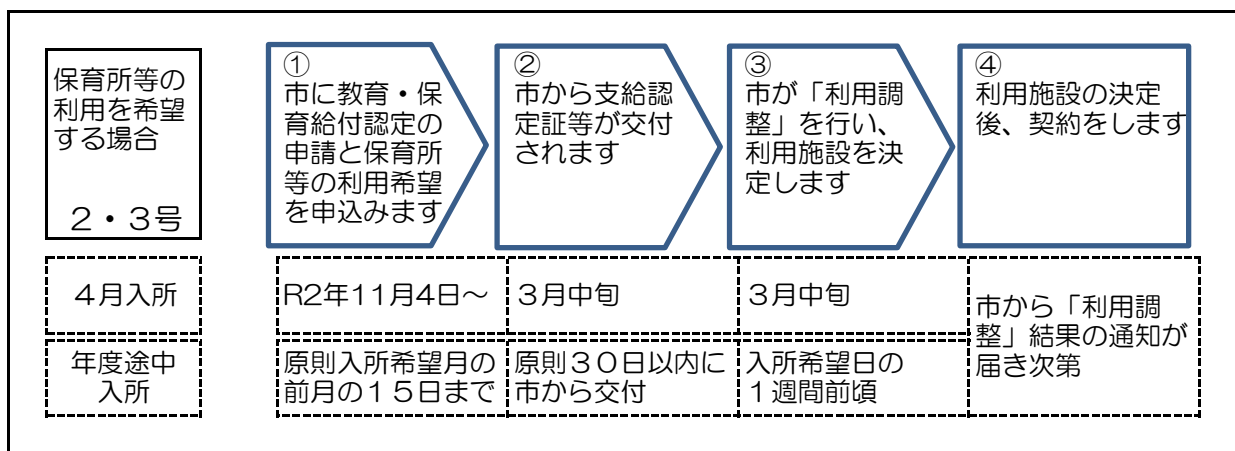 保育所等の
利用を希望
する場合
２・３号
①
市に教育・保
育給付認定の
申請と保育所
等の利用希望
を申込みます
②
市から支給認
定証等が交付
されます
③
市が「利用調
整」を行い、
利用施設を決
定します
④
利用施設の決定
後、契約をします
４月入所
R2年11月4日～
３月中旬
３月中旬
市から「利用調
整」結果の通知が
届き次第
年度途中
入所
原則入所希望月の
前月の１５日まで
原則３０日以内に
市から交付
入所希望日の
１週間前頃